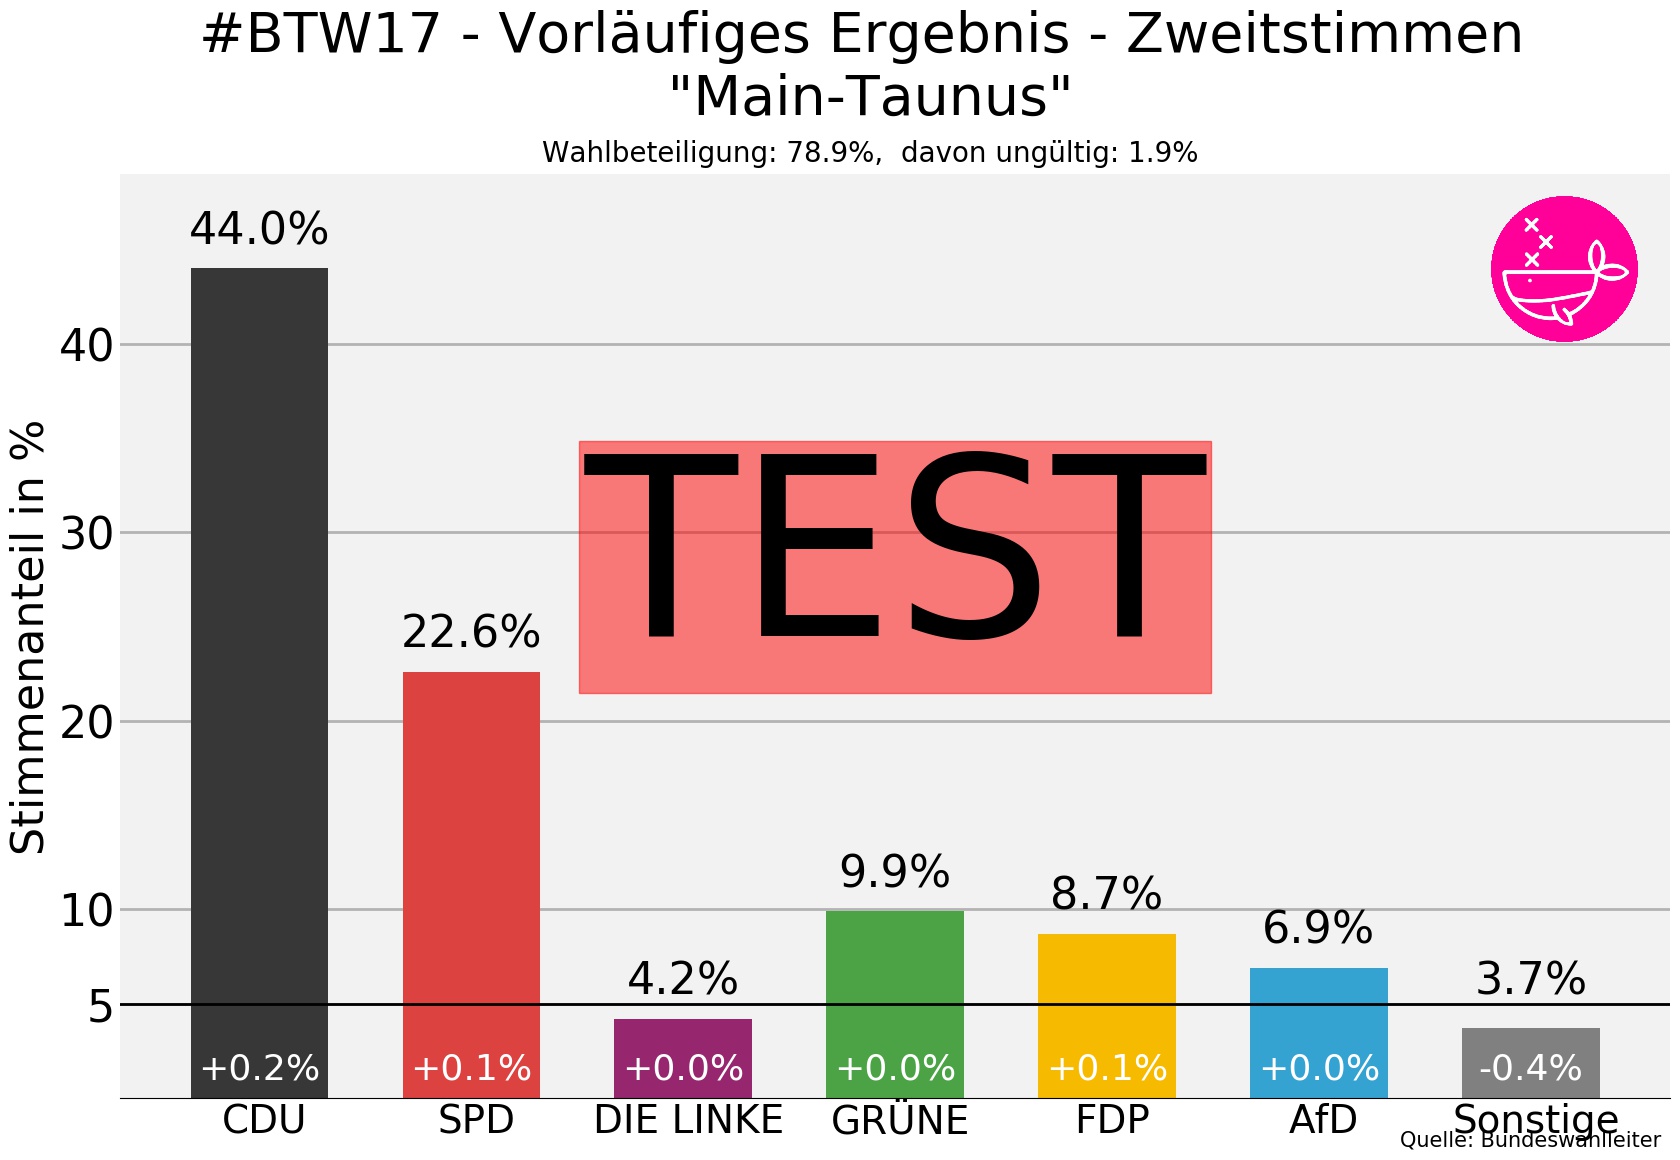 #BTW17 - Vorläufiges Ergebnis - Zweitstimmen
"Main-Taunus"
Wahlbeteiligung: 78.9%,  davon ungültig: 1.9%
Stimmenanteil in %
40
30
20
10
5
44.0%
22.6%
4.2%
9.9%
8.7%
6.9%
3.7%
TEST
+0.2%
+0.1%
+0.0%
+0.0%
+0.1%
+0.0%
-0.4%
CDU
SPD
DIE LINKE
GRÜNE
FDP
AfD
Sonstige
Quelle: Bundeswahlleiter